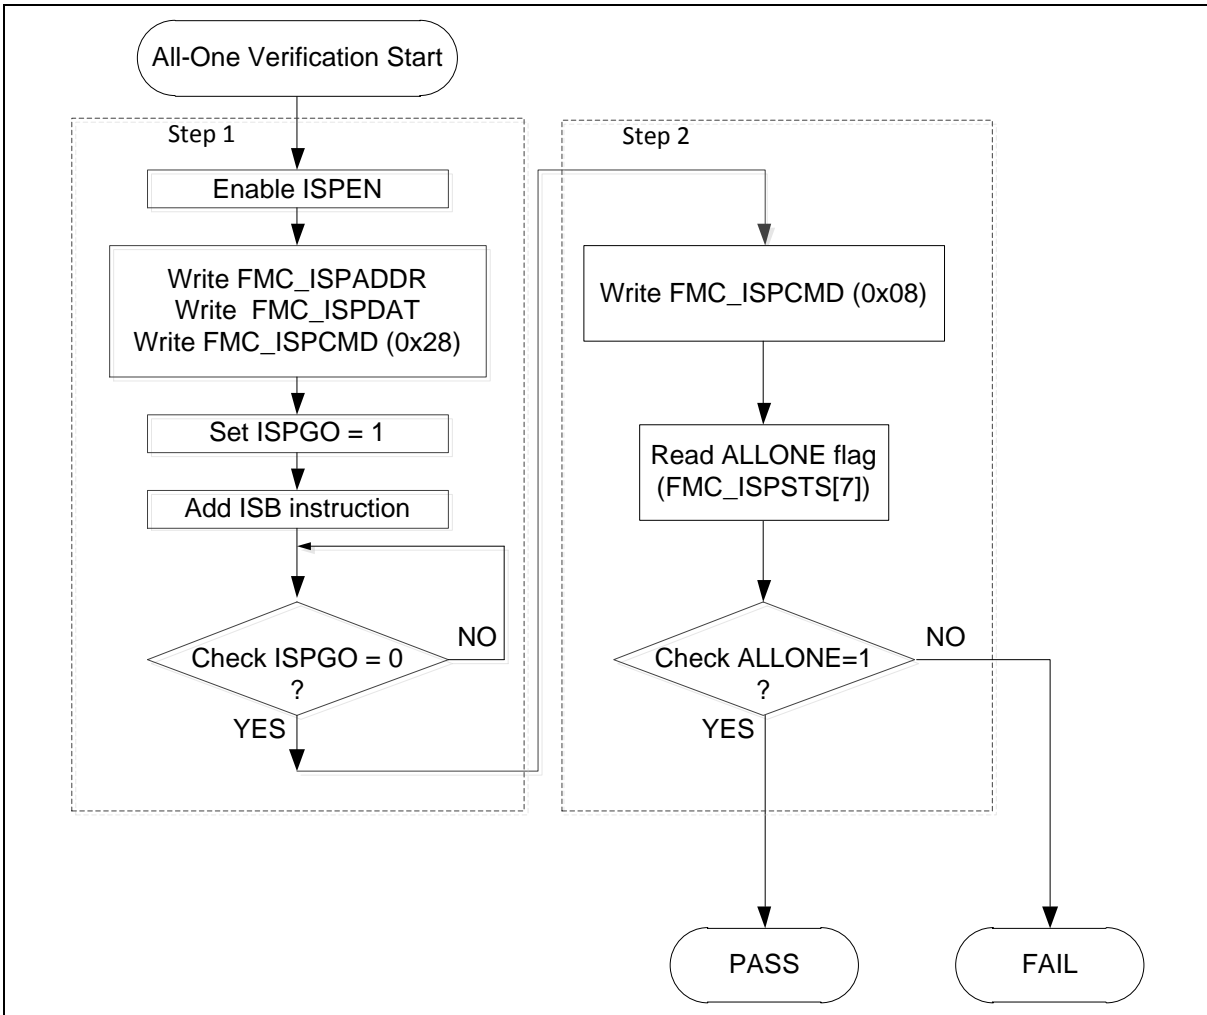 All-One Verification Start
Step 1
Enable ISPEN
Write FMC_ISPADDR
Write FMC_ISPDAT
Write FMC_ISPCMD (0x28)
Set ISPGO = 1
Add ISB instruction
Check ISPGO = 0
?
NO
YES
Step 2
Write FMC_ISPCMD (0x08)
Read ALLONE flag
(FMC_ISPSTS[7])
Check ALLONE=1
?
NO
YES
PASS
FAIL